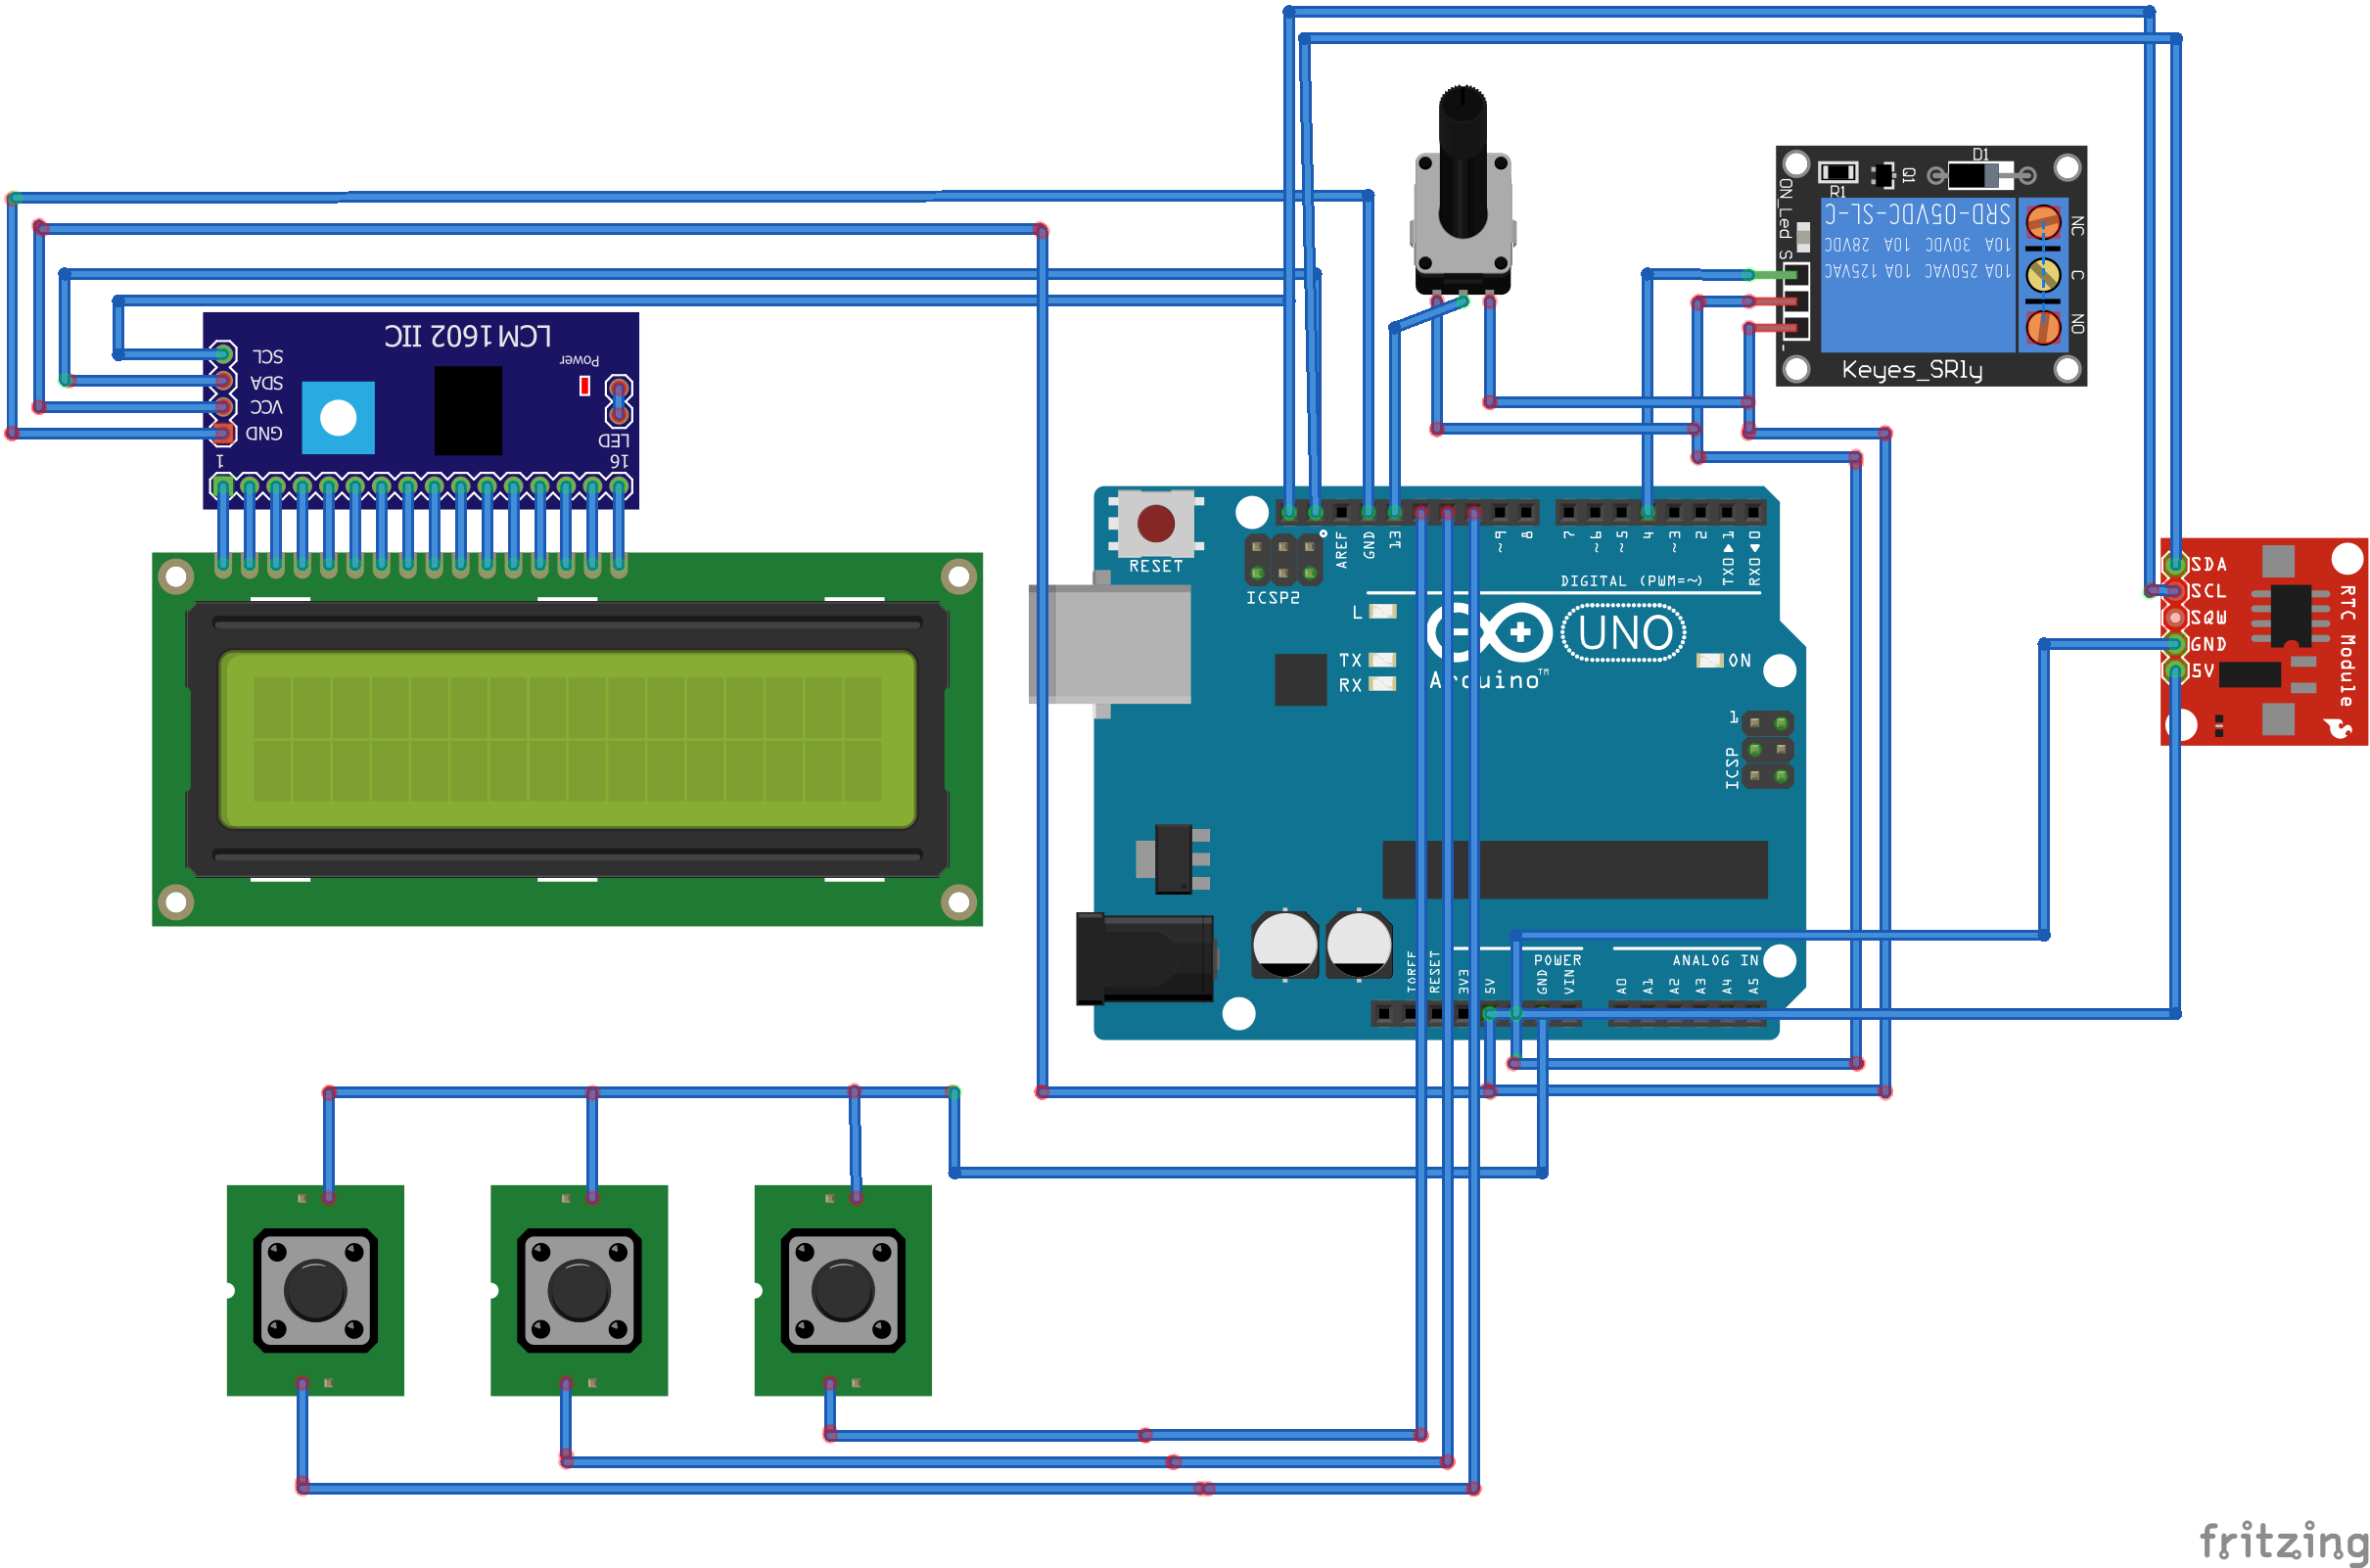 LCM1602 IIC
Power
SCL
SDA
VCC
GND
LED
1
16
R1
Q1
D1
ON_Led
S
-
SRD-05VDC-SL-C
10A 30VDC 10A 28VDC
10A 250VAC 10A 125VAC
NC
C
NO
Keyes_SRly
RESET
ICSP2
AREF
GND
13
~9
8
7
~6
~5
4
~3
2
TX0▶1
RX0◀0
DIGITAL (PWM=~)
L
TX
RX
UNO
Arduino™
ON
1
ICSP
IOREF
RESET
3V3
5V
GND
VIN
POWER
ANALOG IN
A0
A1
A2
A3
A4
A5
SDA
SCL
SQW
GND
5V
RTC Module
fritzing